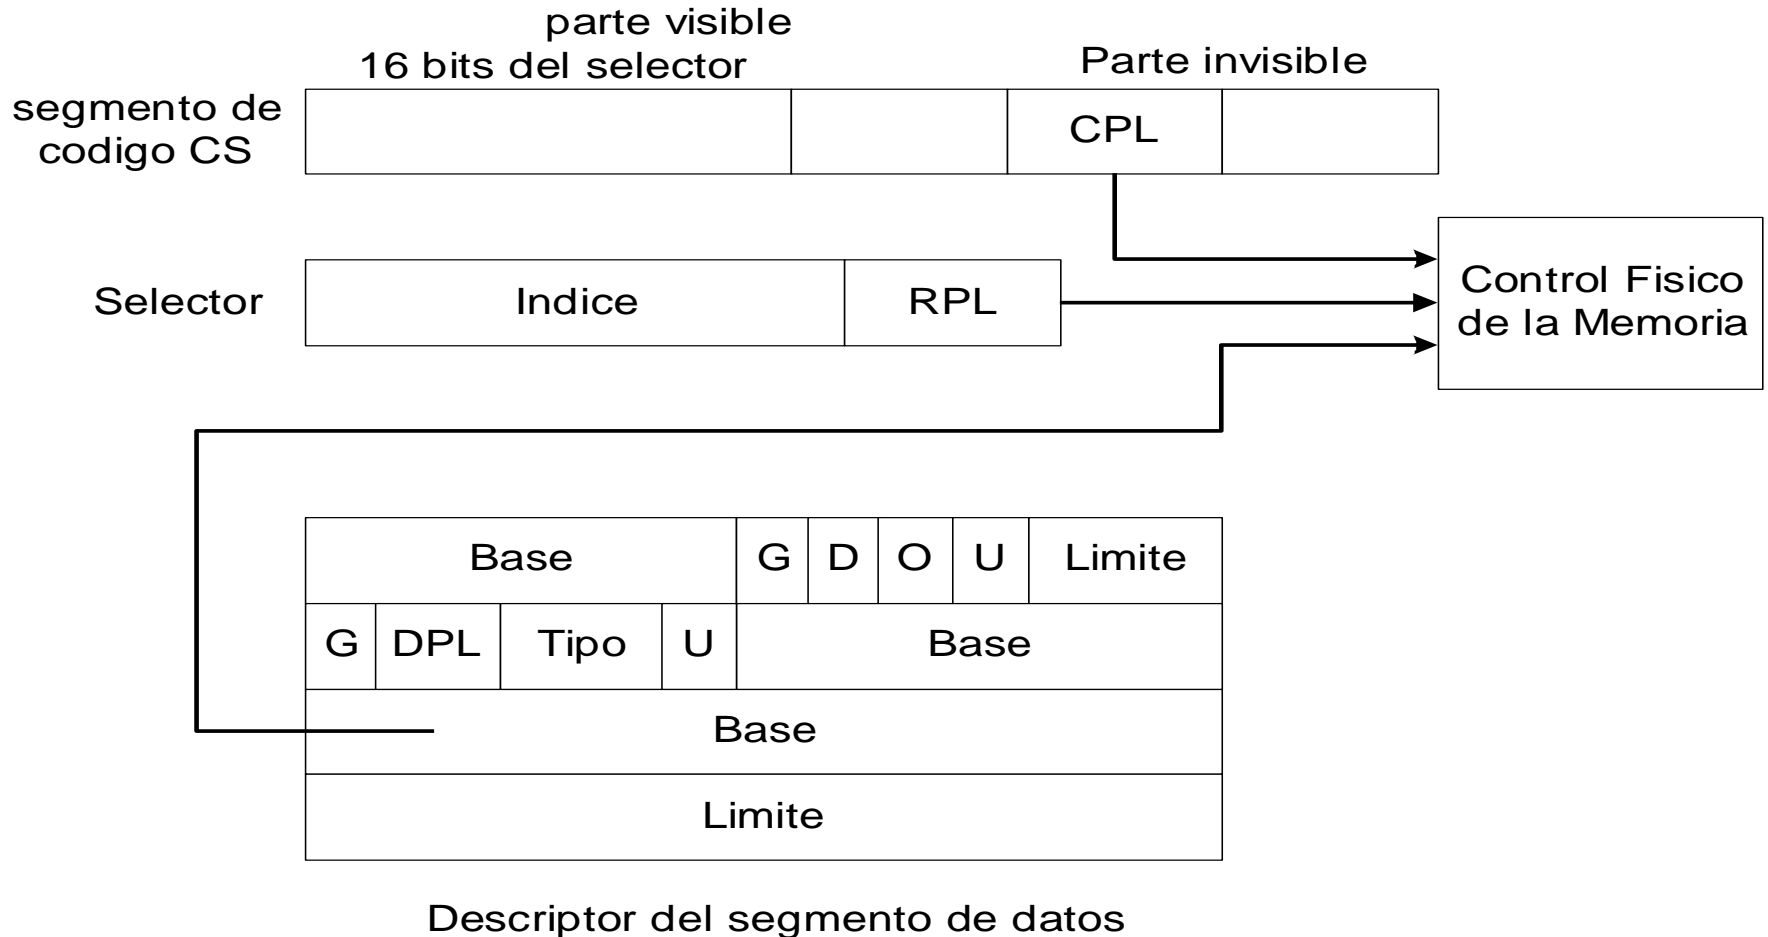 parte visible
16 bits del selector
Parte invisible
segmento de
codigo CS
CPL
Selector
Indice
RPL
Control Fisico
de la Memoria
Base G D O U Limite
G DPL Tipo U Base
Base
Limite
Descriptor del segmento de datos